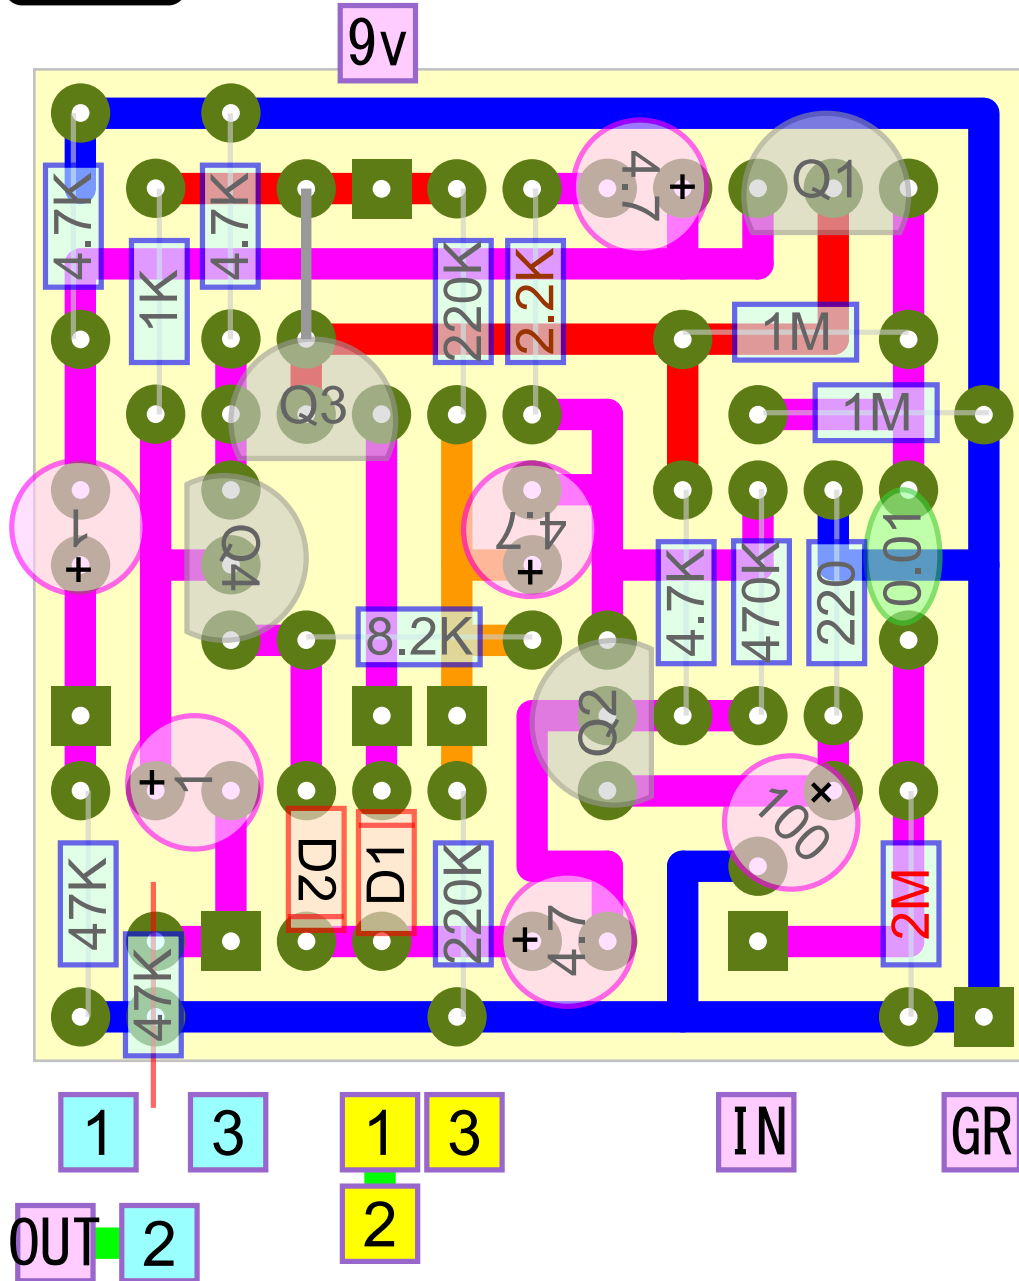 9v
4.7K
4.7K
4.7
+
Q1
1K
220K
2.2K
1M
Q3
1M
1
+
Q4
4.7
+
4.7K
470K
220
0.01
8.2K
Q2
+
1
100
+
47K
D2
D1
220K
+
4.7
2M
47K
1
3
1
3
IN
GR
OUT
2
2